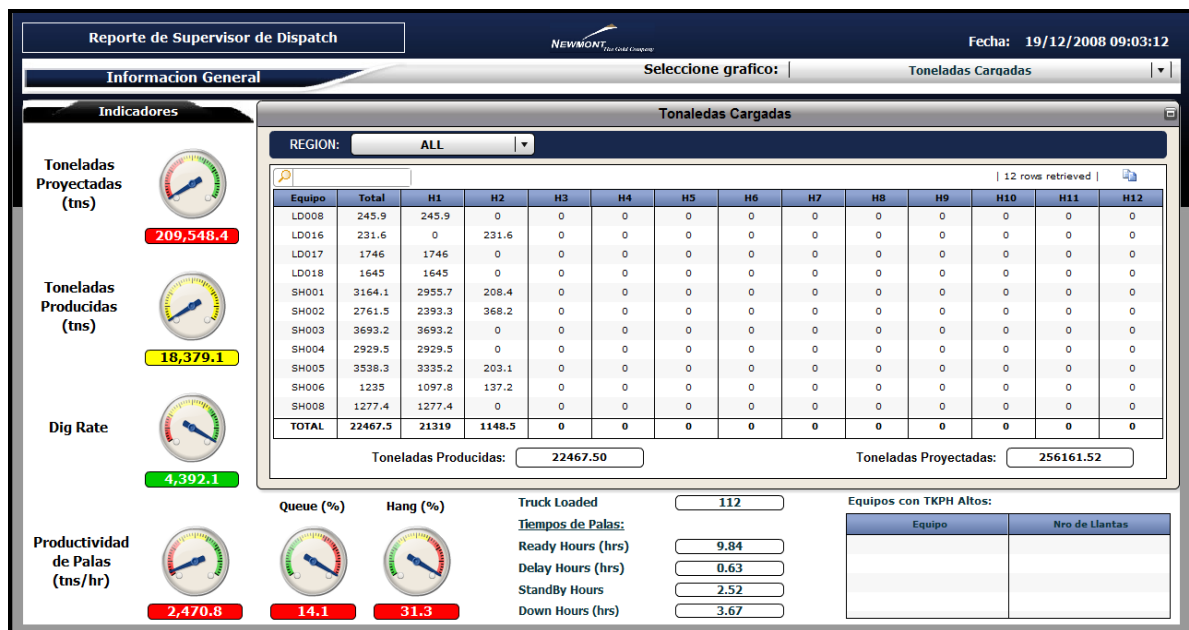 Reporte de Supervisor de Dispatch
NEWMONT
The Gold Company
Fecha: 19/12/2008 09:03:12
Informacion General
Seleccione grafico: Toneladas Cargadas
Indicadores
Toneladas
Proyectadas
(tns)
209,548.4
Toneladas
Producidas
(tns)
18,379.1
Dig Rate
4,392.1
Productividad
de Palas
(tns/hr)
2,470.8
Tonaledas Cargadas
REGION: ALL
| 12 rows retrieved |
Equipo Total H1 H2 H3 H4 H5 H6 H7 H8 H9 H10 H11 H12
LD008 245.9 245.9 0 0 0 0 0 0 0 0 0 0 0
LD016 231.6 0 231.6 0 0 0 0 0 0 0 0 0 0
LD017 1746 1746 0 0 0 0 0 0 0 0 0 0 0
LD018 1645 1645 0 0 0 0 0 0 0 0 0 0 0
SH001 3164.1 2955.7 208.4 0 0 0 0 0 0 0 0 0 0
SH002 2761.5 2393.3 368.2 0 0 0 0 0 0 0 0 0 0
SH003 3693.2 3693.2 0 0 0 0 0 0 0 0 0 0 0
SH004 2929.5 2929.5 0 0 0 0 0 0 0 0 0 0 0
SH005 3538.3 3335.2 203.1 0 0 0 0 0 0 0 0 0 0
SH006 1235 1097.8 137.2 0 0 0 0 0 0 0 0 0 0
SH008 1277.4 1277.4 0 0 0 0 0 0 0 0 0 0 0
TOTAL 22467.5 21319 1148.5 0 0 0 0 0 0 0 0 0 0
Toneladas Producidas: 22467.50
Toneladas Proyectadas: 256161.52
Queue (%)
14.1
Hang (%)
31.3
Truck Loaded 112
Tiempos de Palas:
Ready Hours (hrs) 9.84
Delay Hours (hrs) 0.63
StandBy Hours 2.52
Down Hours (hrs) 3.67
Equipos con TKPH Altos:
Equipo Nro de Llantas